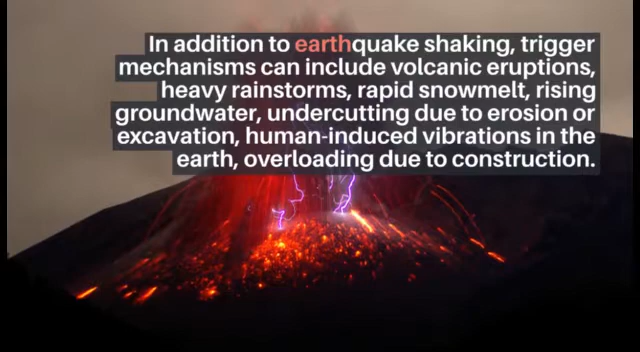 In addition to earthquake shaking, trigger
mechanisms can include volcanic eruptions,
heavy rainstorms, rapid snowmelt, rising
groundwater, undercutting due to erosion or
excavation, human-induced vibrations in the
earth, overloading due to construction.